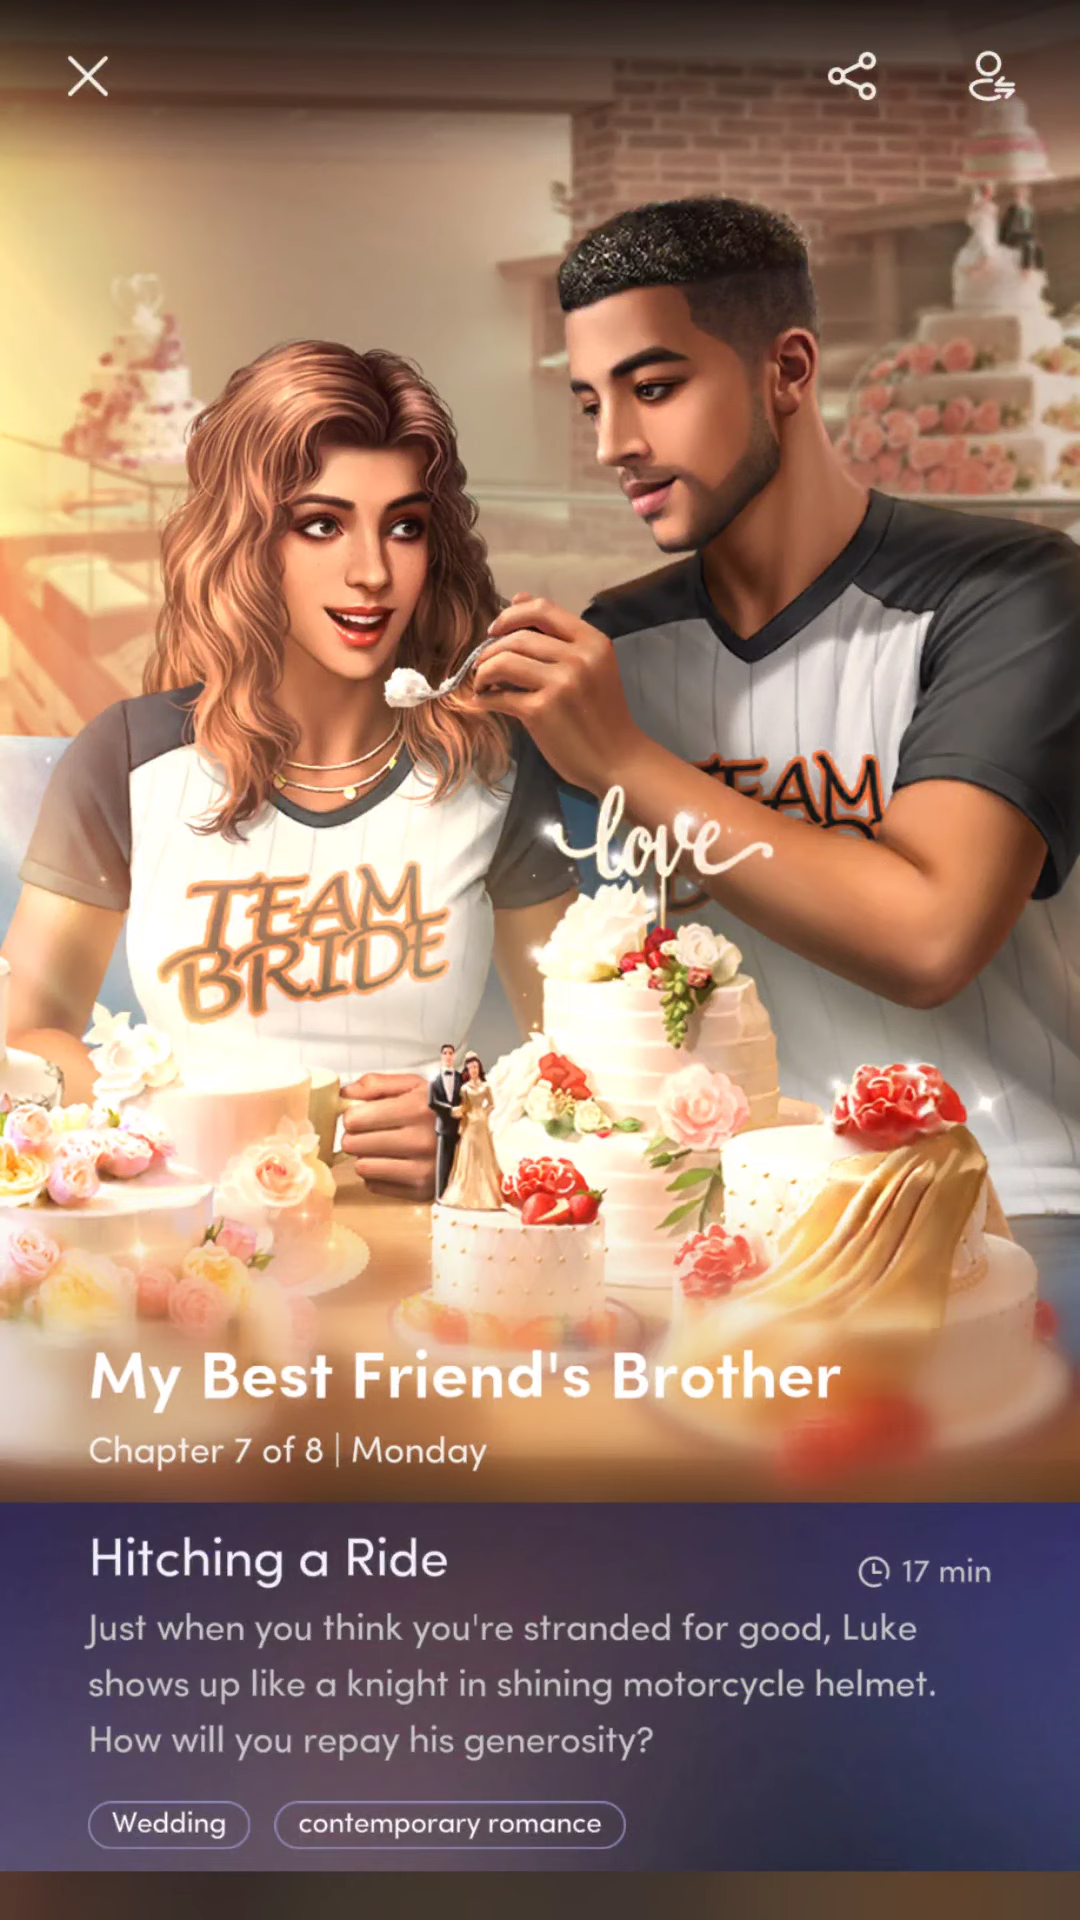 TEAM
BRIDE
TEAM
love
My Best Friend's Brother
Chapter 7 of 8 | Monday
Hitching a Ride
17 min
Just when you think you're stranded for good, Luke
shows up like a knight in shining motorcycle helmet.
How will you repay his generosity?
Wedding
contemporary romance